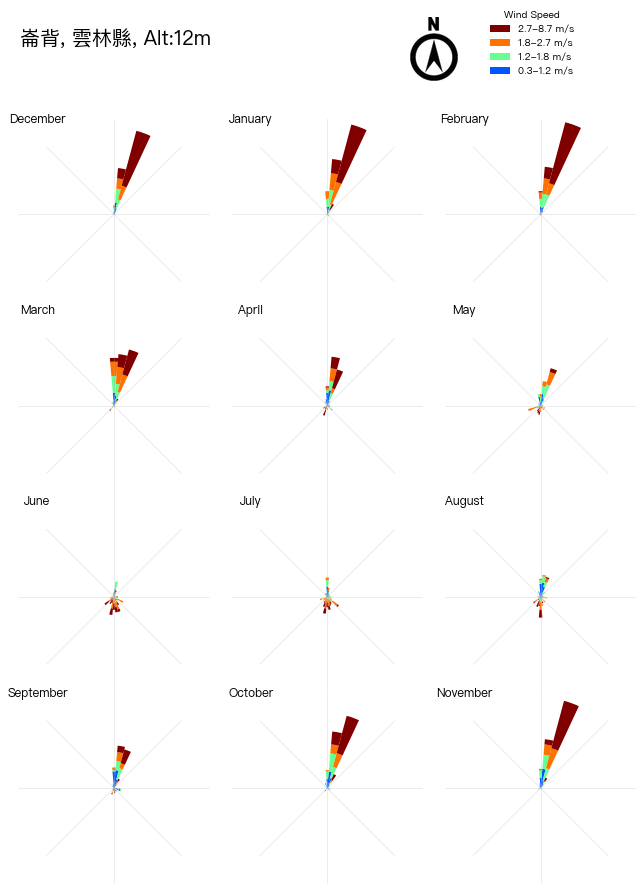 崙背, 雲林縣, Alt:12m
N
Wind Speed
2.7–8.7 m/s
1.8–2.7 m/s
1.2–1.8 m/s
0.3–1.2 m/s
December
January
February
March
April
May
June
July
August
September
October
November